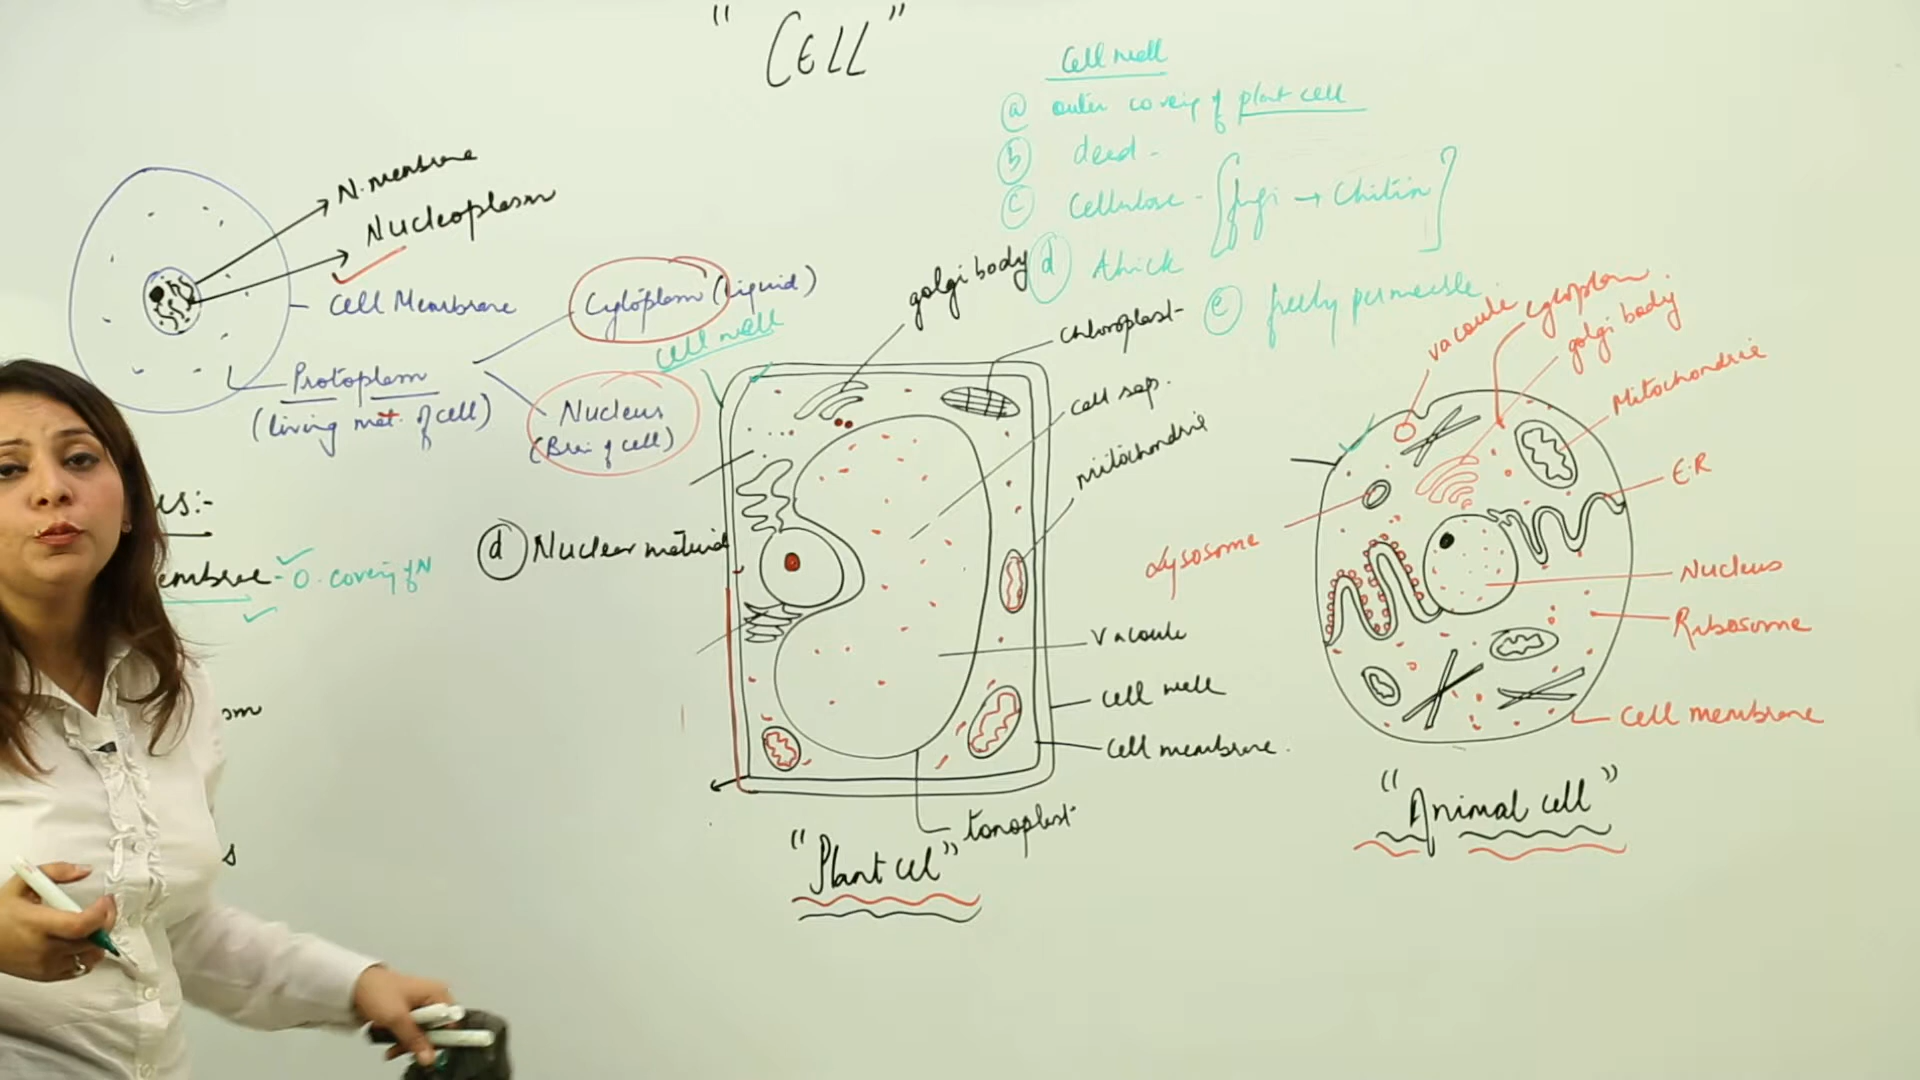 " CELL "
Cell wall
(a) outer covering of plant cell
(b) dead -
(c) Cellulose - [fungi → Chitin]
(d) thick
(e) freely permeable
N. membrane
Nucleoplasm
Cell Membrane
Protoplasm
(living mat. of cell)
Cytoplasm (liquid)
Nucleus
(Brain of cell)
cell wall
golgi body
chloroplast
cell sap.
mitochondria
Vacoule
cell wall
cell membrane.
tonoplast
"Plant cell"
(d) Nuclear material
embrane - O. covering of N
vacoule
cytoplasm
golgi body
Mitochondria
E.R
Lysosome
Nucleus
Ribosome
Cell membrane
"Animal cell"